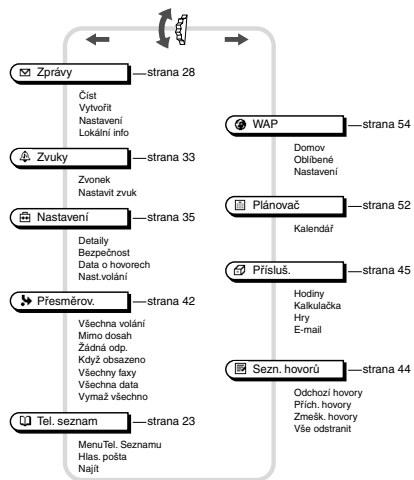 Zprávy —strana 28
Číst
Vytvořit
Nastavení
Lokální info
Zvuky —strana 33
Zvonek
Nastavit zvuk
Nastavení —strana 35
Detaily
Bezpečnost
Data o hovorech
Nast.volání
Přesměrov. —strana 42
Všechna volání
Mimo dosah
Žádná odp.
Když obsazeno
Všechny faxy
Všechna data
Vymaž všechno
Tel. seznam —strana 23
MenuTel. Seznamu
Hlas. pošta
Najít
WAP —strana 54
Domov
Oblíbené
Nastavení
Plánovač —strana 52
Kalendář
Přísluš. —strana 45
Hodiny
Kalkulačka
Hry
E-mail
Sezn. hovorů —strana 44
Odchozí hovory
Přích. hovory
Zmešk. hovory
Vše odstranit